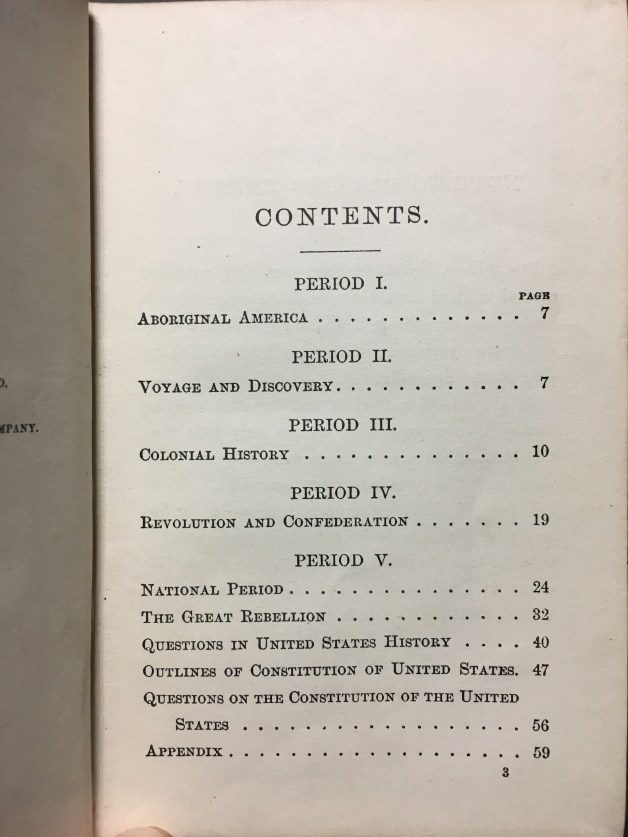 O.
MPANY.
CONTENTS.
PERIOD I.
PAGE
ABORIGINAL AMERICA . . . . . . . . . . . . . . 7
PERIOD II.
VOYAGE AND DISCOVERY. . . . . . . . . . . . . 7
PERIOD III.
COLONIAL HISTORY . . . . . . . . . . . . . . . 10
PERIOD IV.
REVOLUTION AND CONFEDERATION . . . . . . . 19
PERIOD V.
NATIONAL PERIOD . . . . . . . . . . . . . . . . 24
THE GREAT REBELLION . . . . . . . . . . . . 32
QUESTIONS IN UNITED STATES HISTORY . . . . 40
OUTLINES OF CONSTITUTION OF UNITED STATES. 47
QUESTIONS ON THE CONSTITUTION OF THE UNITED
STATES . . . . . . . . . . . . . . . . . . 56
APPENDIX . . . . . . . . . . . . . . . . . . . 59
3